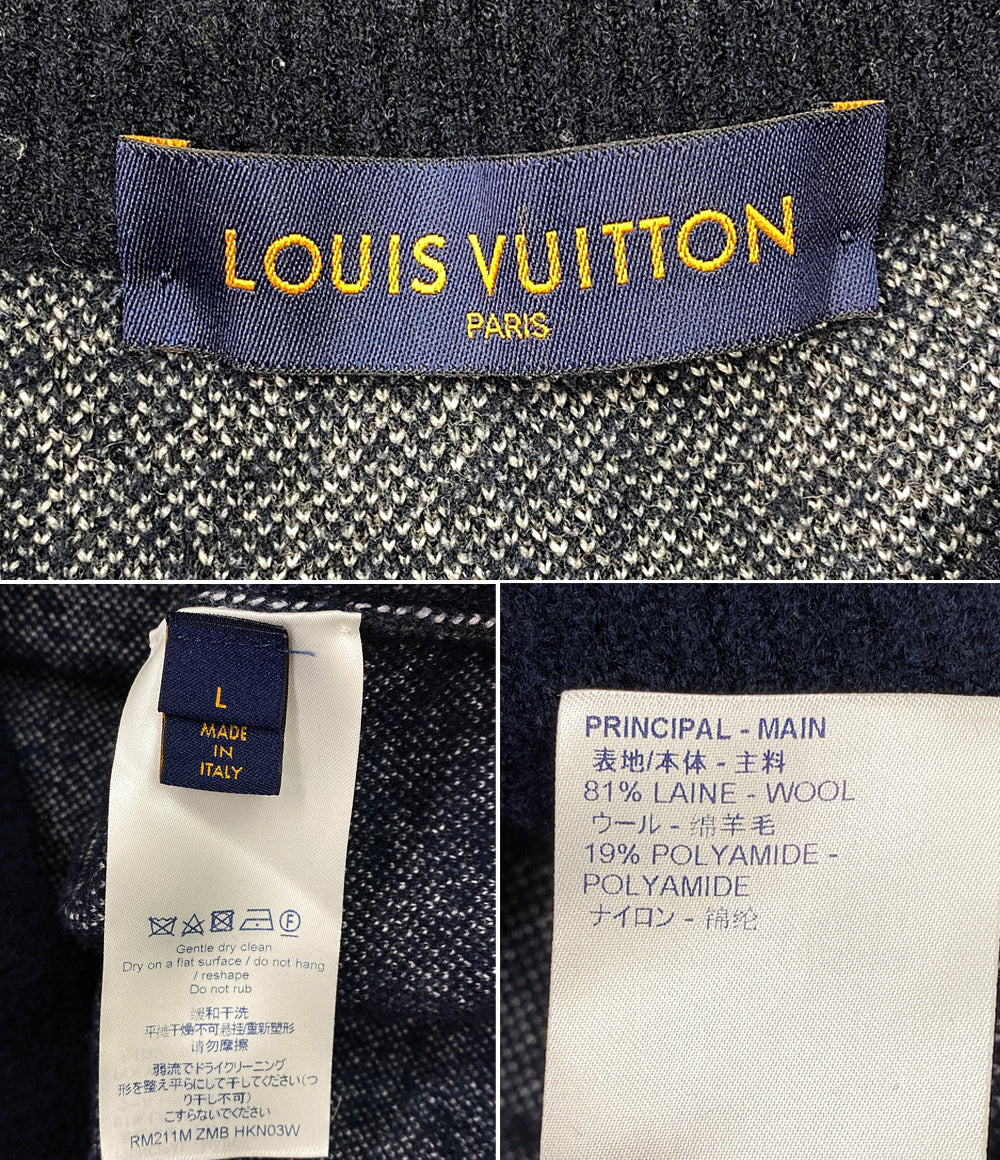 LOUIS VUITTON
PARIS
L
MADE
IN
ITALY
F
Gentle dry clean
Dry on a flat surface / do not hang
/ reshape
Do not rub
缓和干洗
平摊干燥不可悬挂/重新塑形
请勿摩擦
弱流でドライクリーニング
形を整え平らにして干してください(つ
り干し不可)
こすらないでください
RM211M ZMB HKN03W
PRINCIPAL - MAIN
表地/本体 - 主料
81% LAINE - WOOL
ウール - 绵羊毛
19% POLYAMIDE -
POLYAMIDE
ナイロン - 锦纶